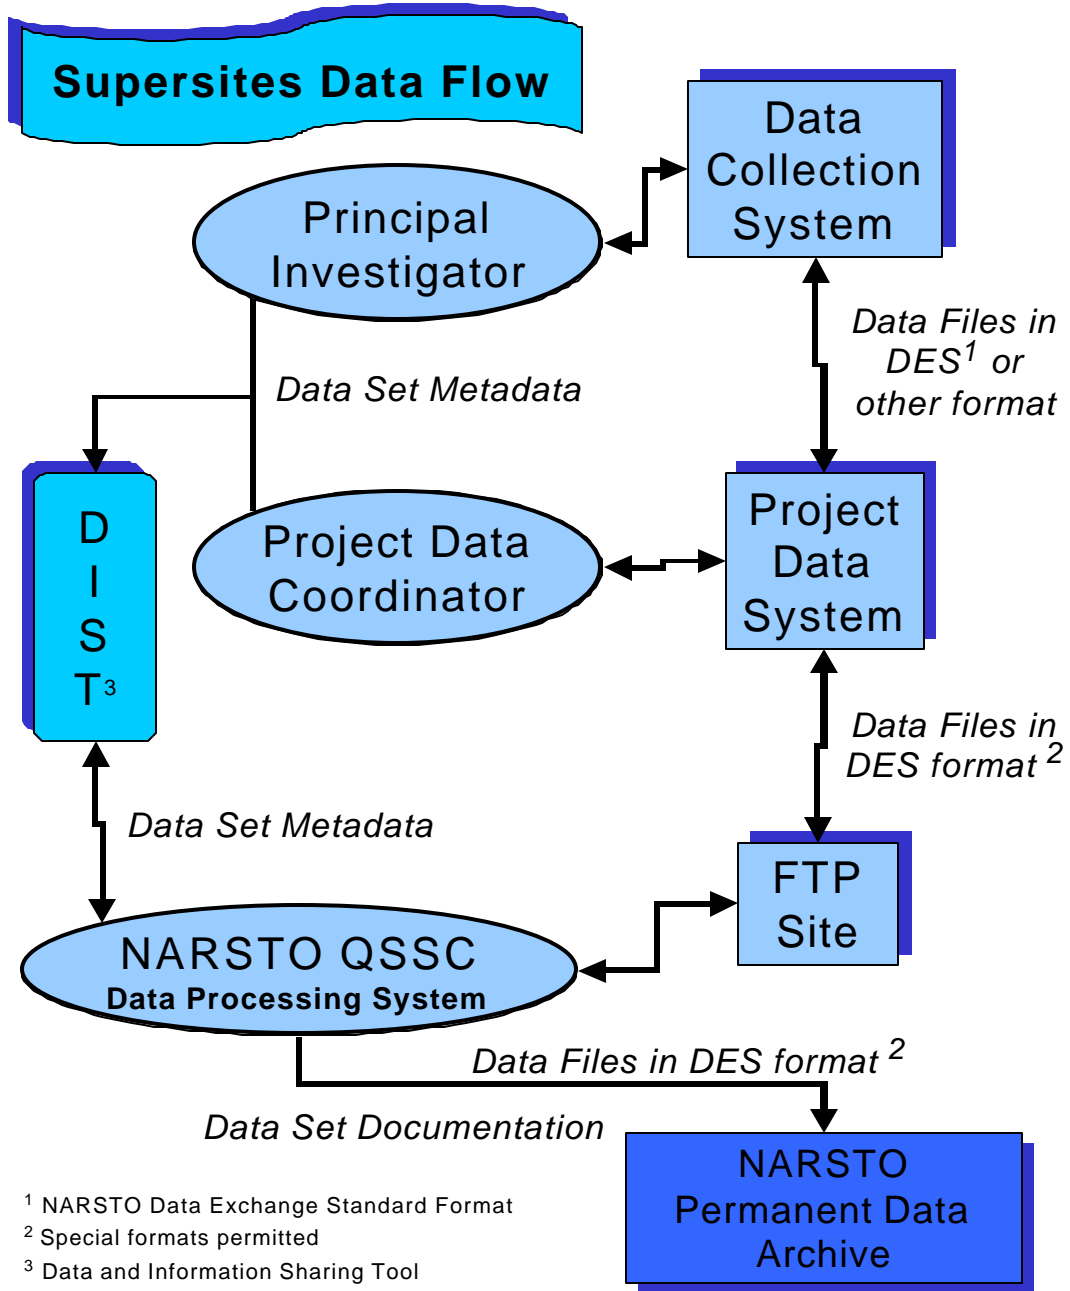 Supersites Data Flow
Data
Collection
System
Principal
Investigator
Data Files in
DES¹ or
other format
Data Set Metadata
D
I
S
T³
Project Data
Coordinator
Project
Data
System
Data Files in
DES format ²
Data Set Metadata
FTP
Site
NARSTO QSSC
Data Processing System
Data Files in DES format ²
Data Set Documentation
NARSTO
Permanent Data
Archive
¹ NARSTO Data Exchange Standard Format
² Special formats permitted
³ Data and Information Sharing Tool